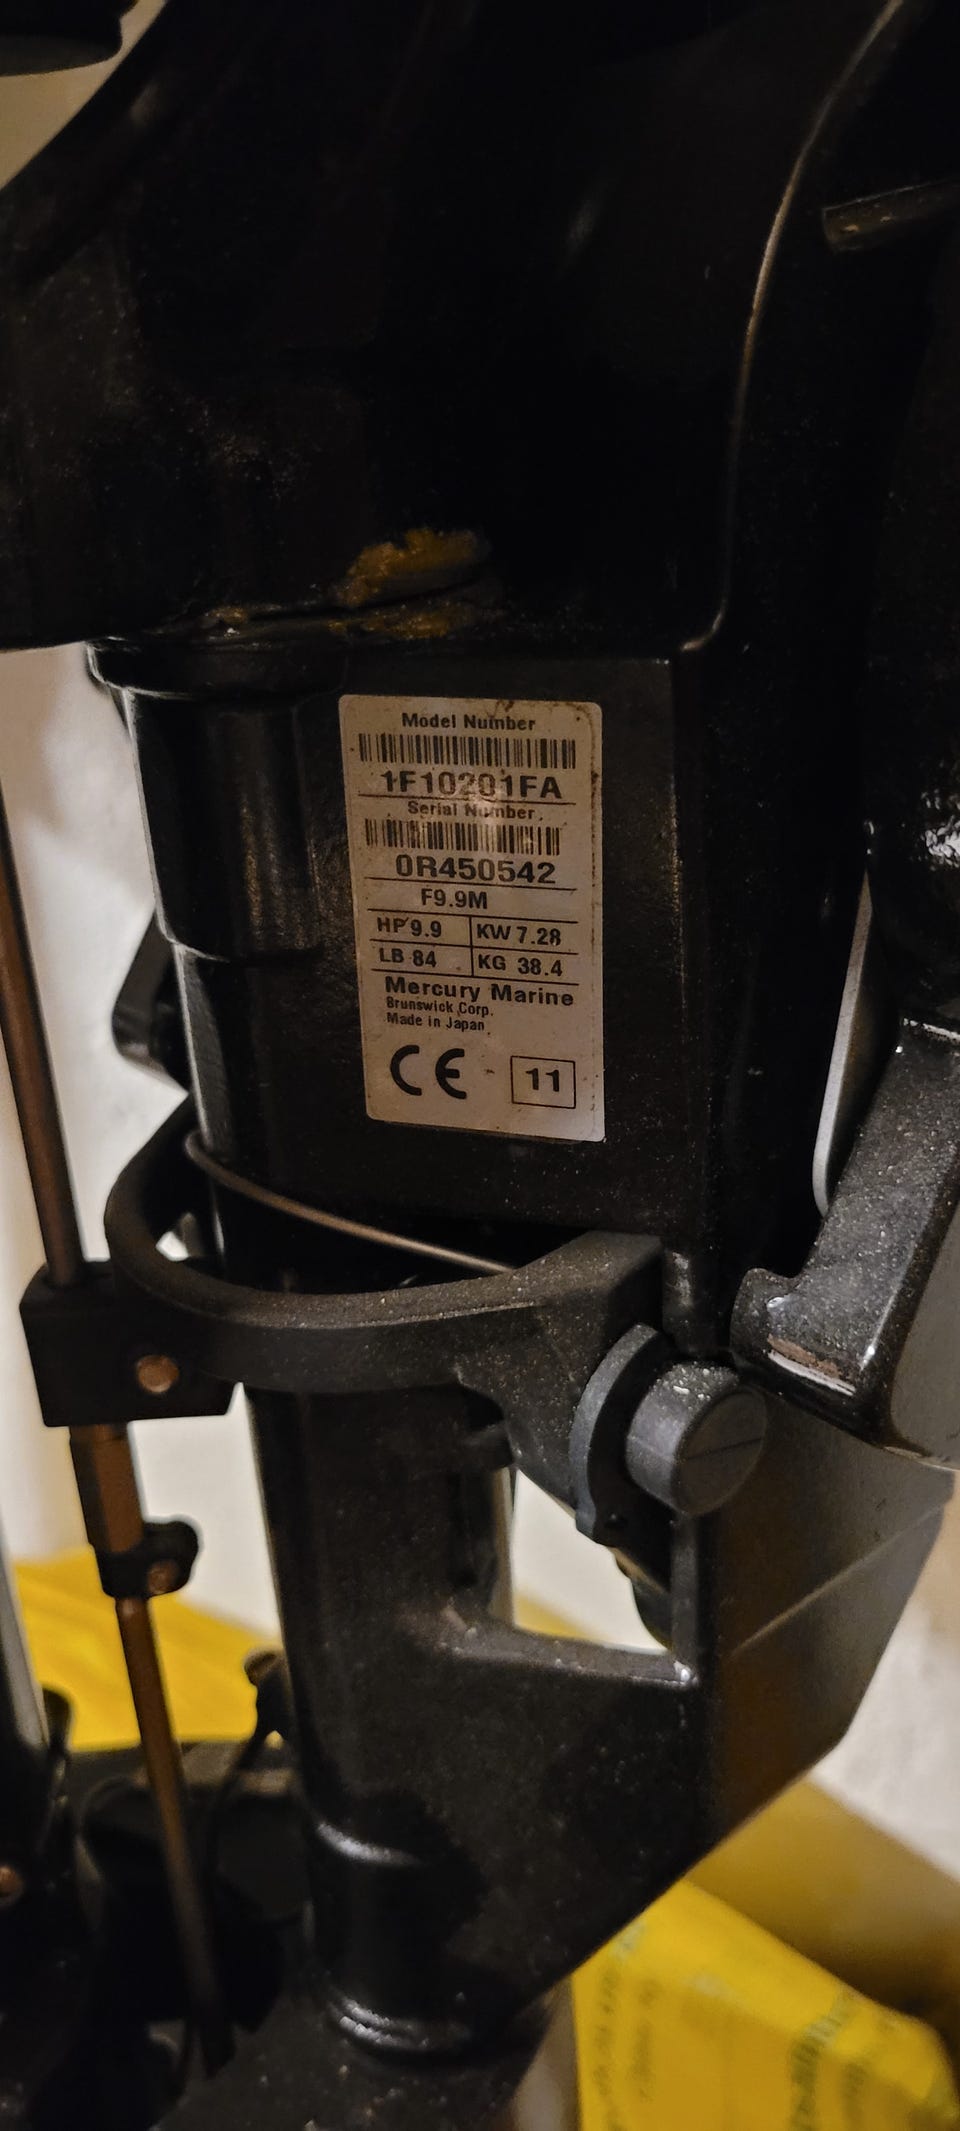 Model Number
1F10201FA
Serial Number
0R450542
F9.9M
HP 9.9 KW 7.28
LB 84 KG 38.4
Mercury Marine
Brunswick Corp.
Made in Japan
CE 11